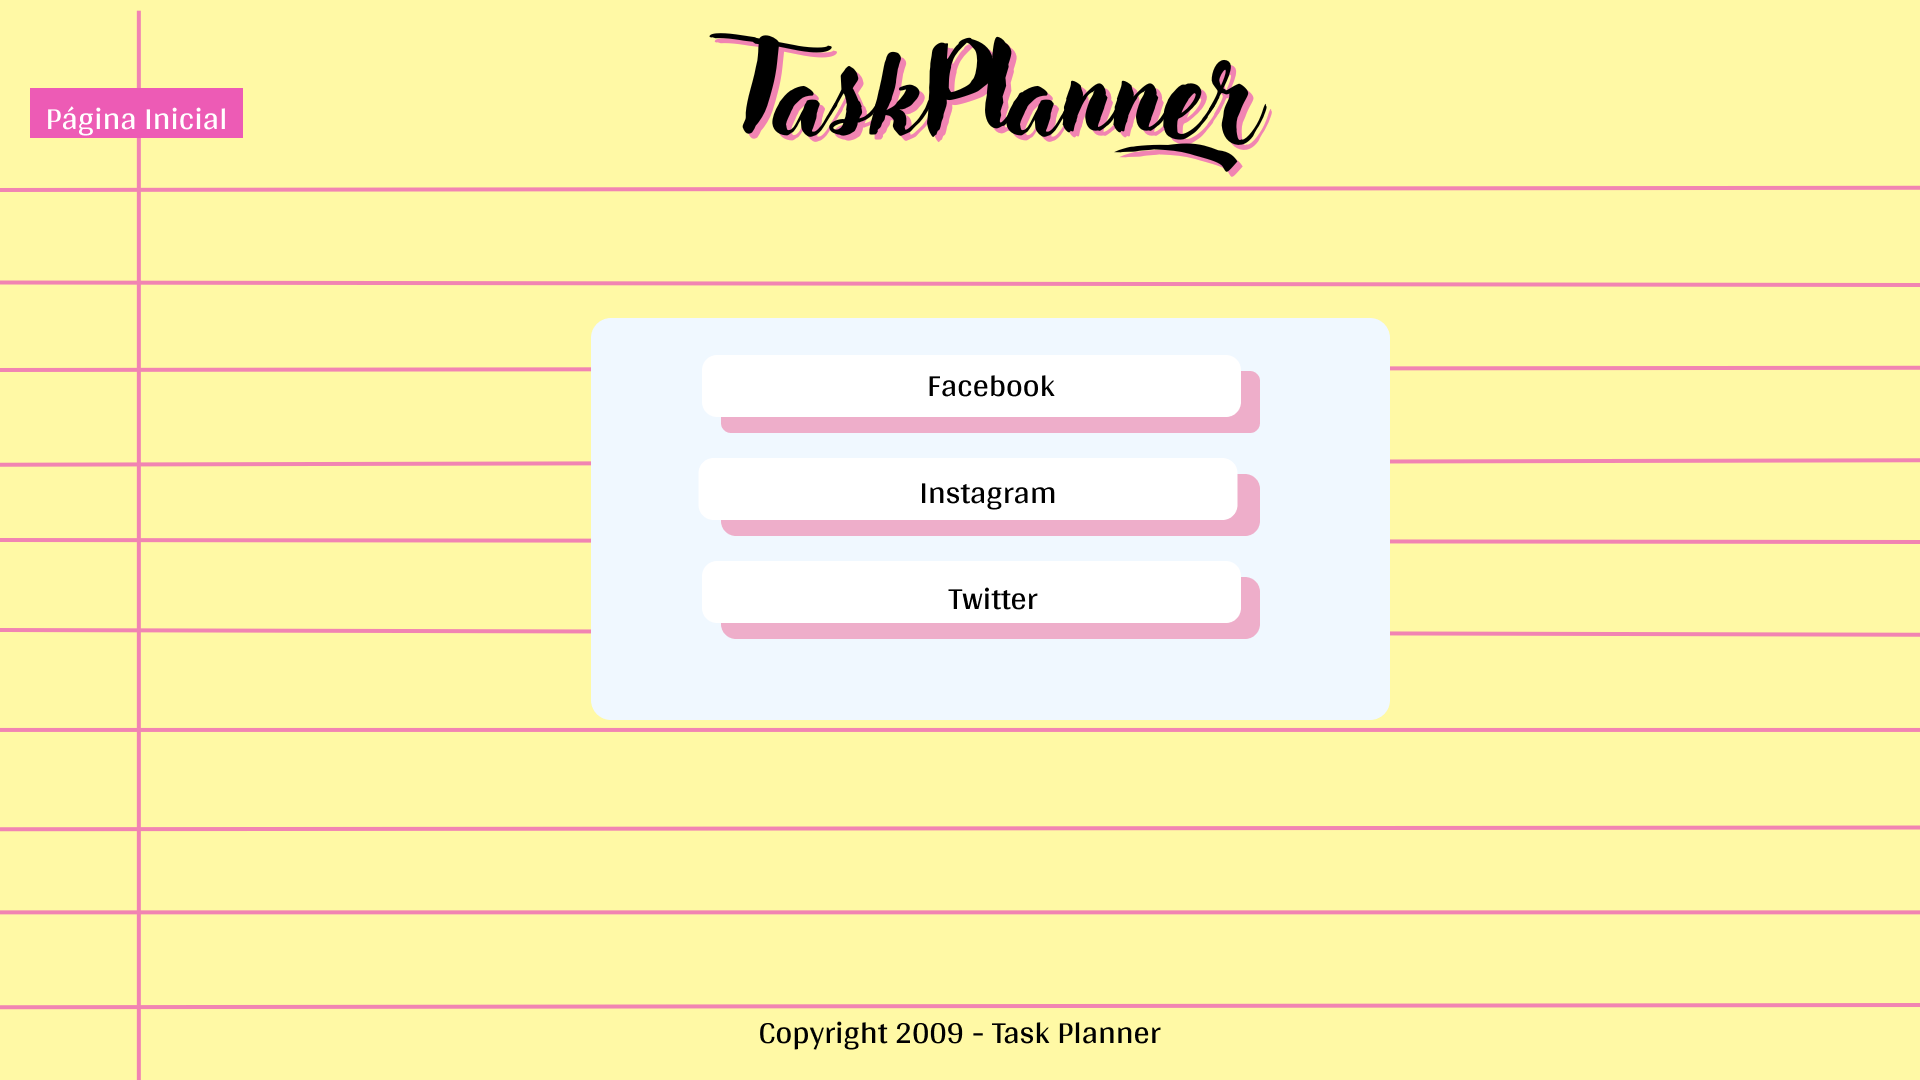 TaskPlanner
Página Inicial
Facebook
Instagram
Twitter
Copyright 2009 - Task Planner